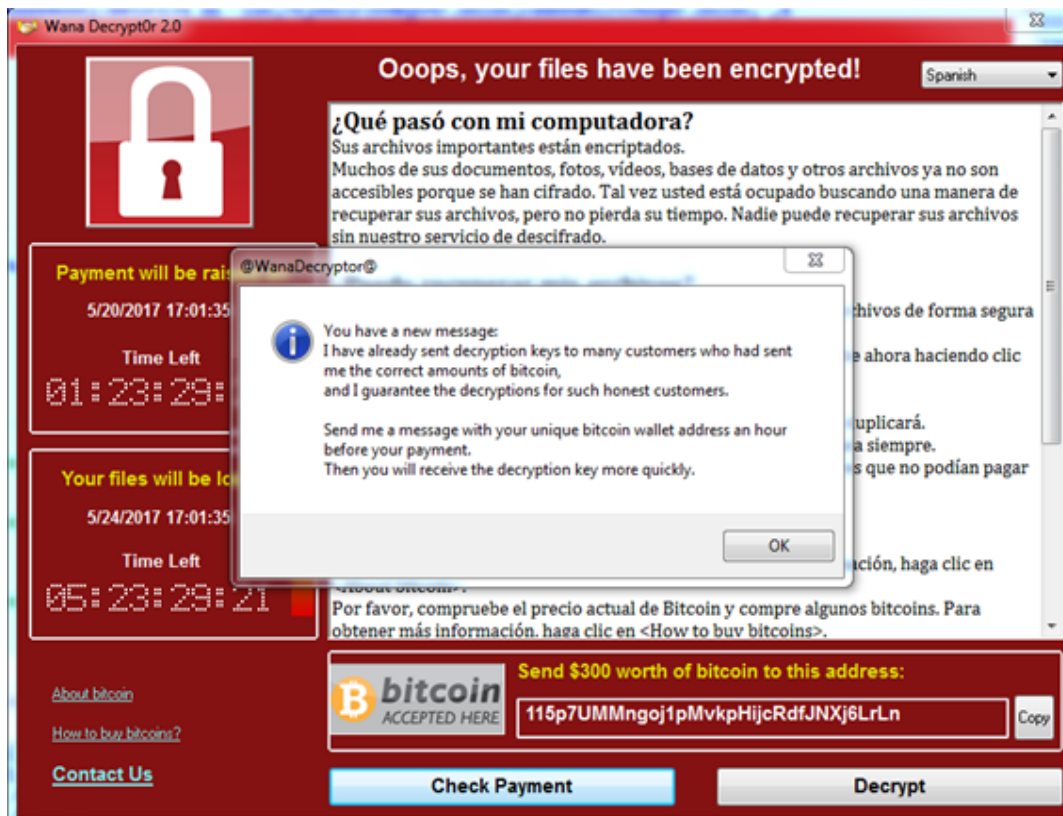 Wana Decrypt0r 2.0
Ooops, your files have been encrypted!
Spanish
¿Qué pasó con mi computadora?
Sus archivos importantes están encriptados.
Muchos de sus documentos, fotos, vídeos, bases de datos y otros archivos ya no son
accesibles porque se han cifrado. Tal vez usted está ocupado buscando una manera de
recuperar sus archivos, pero no pierda su tiempo. Nadie puede recuperar sus archivos
sin nuestro servicio de descifrado.
Payment will be
5/20/2017 17:01:35
Time Left
01:23:29:
Your files will be
5/24/2017 17:01:35
Time Left
05:23:29:21
@WanaDecryptor@
You have a new message:
I have already sent decryption keys to many customers who had sent
me the correct amounts of bitcoin,
and I guarantee the decryptions for such honest customers.
Send me a message with your unique bitcoin wallet address an hour
before your payment.
Then you will receive the decryption key more quickly.
OK
de forma segura
ahora haciendo clic
siempre.
que no podían pagar
haga clic en
<About bitcoin>.
Por favor, compruebe el precio actual de Bitcoin y compre algunos bitcoins. Para
obtener más información, haga clic en <How to buy bitcoins>.
About bitcoin
How to buy bitcoins?
Contact Us
bitcoin
ACCEPTED HERE
Send $300 worth of bitcoin to this address:
115p7UMMngoj1pMvkpHijcRdfJNXj6LrLn
Copy
Check Payment
Decrypt